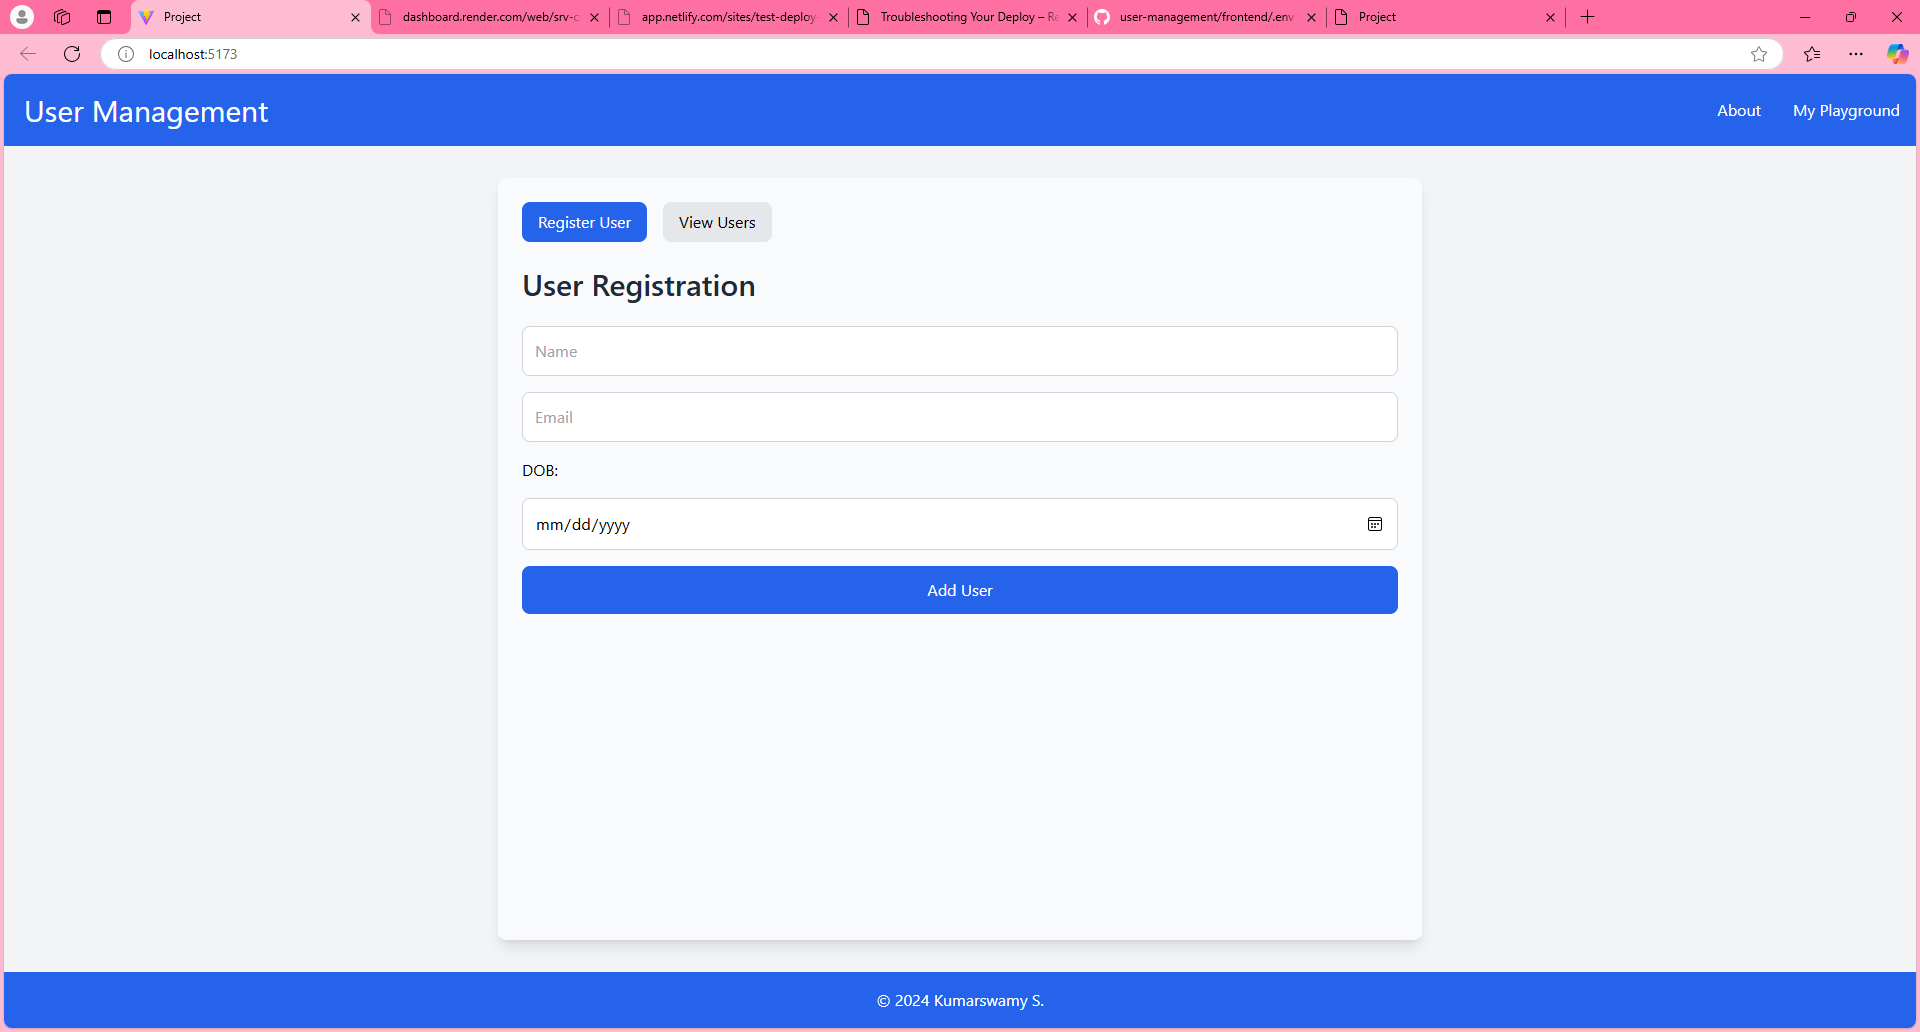 Project
dashboard.render.com/web/srv-c
app.netlify.com/sites/test-deploy-
Troubleshooting Your Deploy – Re
user-management/frontend/.env
Project
localhost:5173
User Management
About
My Playground
Register User
View Users
User Registration
Name
Email
DOB:
mm/dd/yyyy
Add User
© 2024 Kumarswamy S.